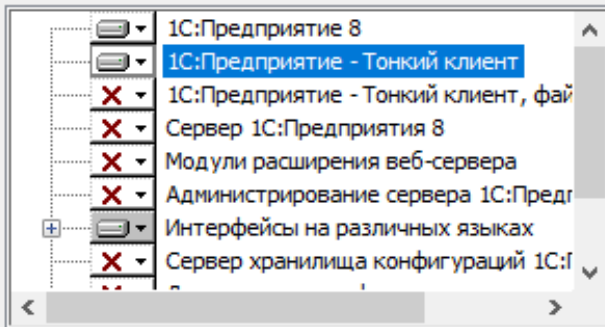 1С:Предприятие 8
1С:Предприятие - Тонкий клиент
1С:Предприятие - Тонкий клиент, фай
Сервер 1С:Предприятия 8
Модули расширения веб-сервера
Администрирование сервера 1С:Предп
Интерфейсы на различных языках
Сервер хранилища конфигураций 1С:П